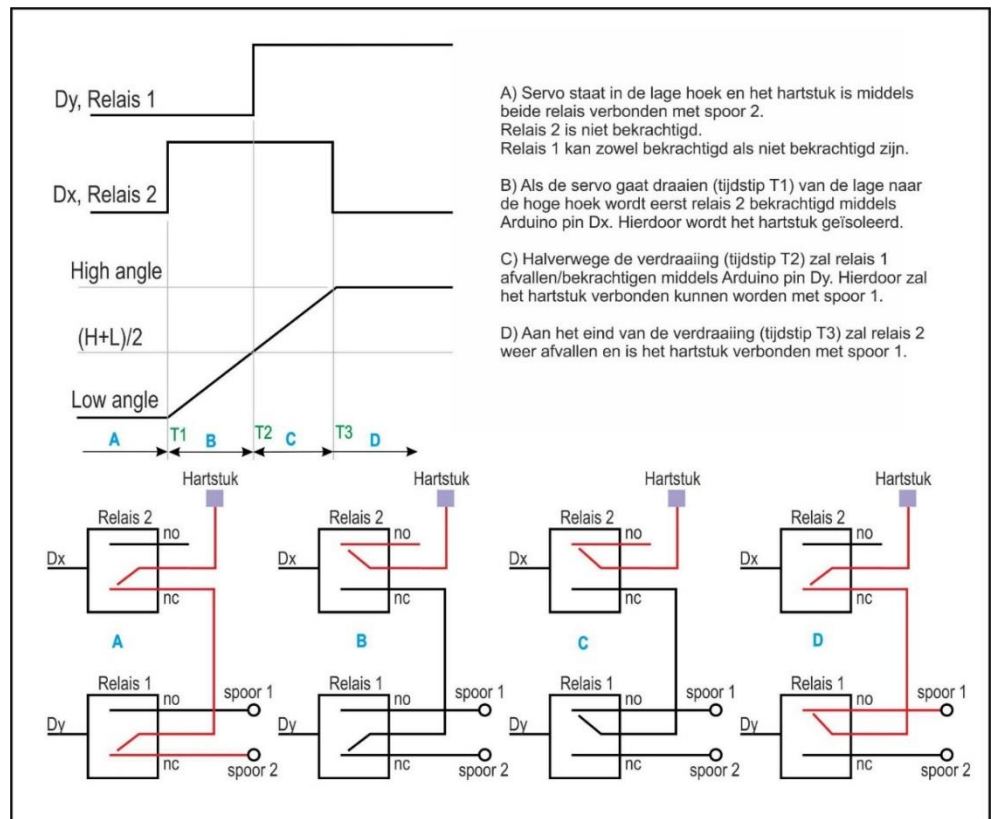 Dy, Relais 1
Dx, Relais 2
High angle
(H+L)/2
Low angle
A T1 B T2 C T3 D
A) Servo staat in de lage hoek en het hartstuk is middels
beide relais verbonden met spoor 2.
Relais 2 is niet bekrachtigd.
Relais 1 kan zowel bekrachtigd als niet bekrachtigd zijn.
B) Als de servo gaat draaien (tijdstip T1) van de lage naar
de hoge hoek wordt eerst relais 2 bekrachtigd middels
Arduino pin Dx. Hierdoor wordt het hartstuk geïsoleerd.
C) Halverwege de verdraaiing (tijdstip T2) zal relais 1
afvallen/bekrachtigen middels Arduino pin Dy. Hierdoor zal
het hartstuk verbonden kunnen worden met spoor 1.
D) Aan het eind van de verdraaiing (tijdstip T3) zal relais 2
weer afvallen en is het hartstuk verbonden met spoor 1.
Hartstuk
Relais 2
no
Dx
nc
A
Relais 1
no
spoor 1
Dy
nc
spoor 2
Hartstuk
Relais 2
no
Dx
nc
B
Relais 1
no
spoor 1
Dy
nc
spoor 2
Hartstuk
Relais 2
no
Dx
nc
C
Relais 1
no
spoor 1
Dy
nc
spoor 2
Hartstuk
Relais 2
no
Dx
nc
D
Relais 1
no
spoor 1
Dy
nc
spoor 2